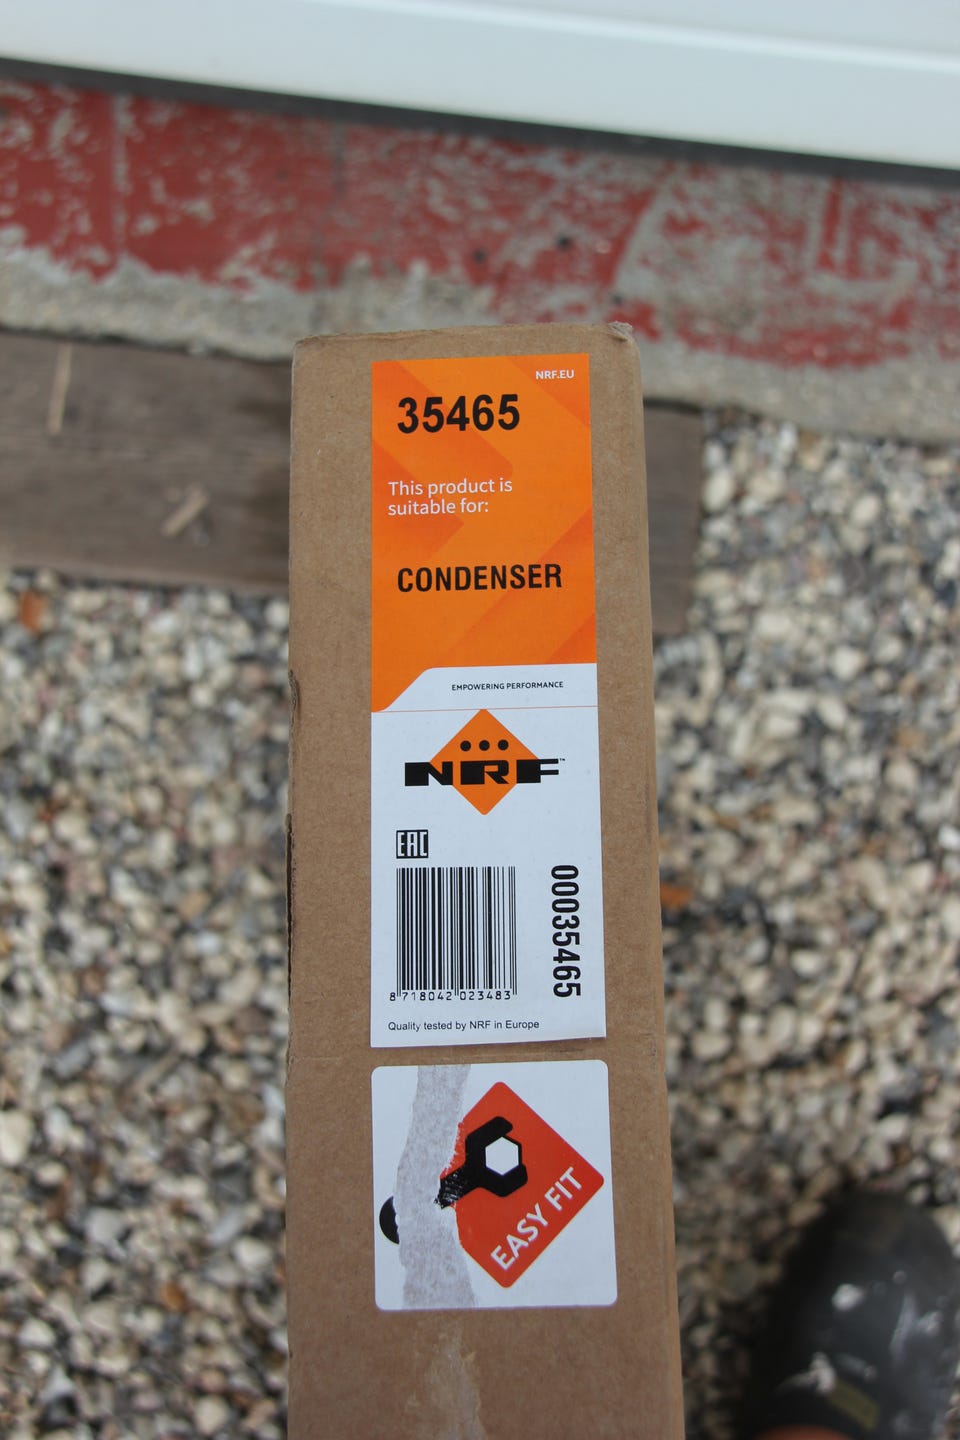 NRF.EU
35465
This product is
suitable for:
CONDENSER
EMPOWERING PERFORMANCE
NRF™
EAC
00035465
8 718042 023483
Quality tested by NRF in Europe
EASY FIT